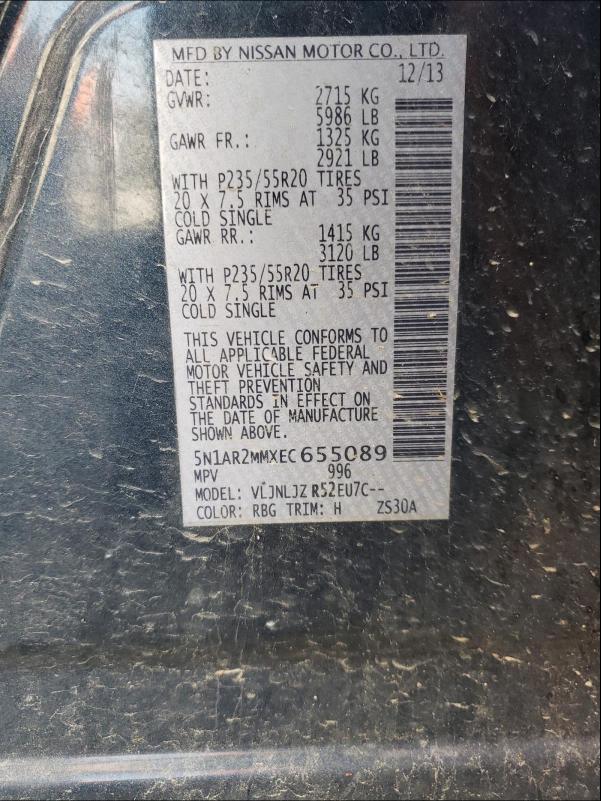 MFD BY NISSAN MOTOR CO., LTD.
DATE: 12/13
GVWR: 2715 KG
5986 LB
GAWR FR.: 1325 KG
2921 LB
WITH P235/55R20 TIRES
20 X 7.5 RIMS AT 35 PSI
COLD SINGLE
GAWR RR.: 1415 KG
3120 LB
WITH P235/55R20 TIRES
20 X 7.5 RIMS AT 35 PSI
COLD SINGLE
THIS VEHICLE CONFORMS TO
ALL APPLICABLE FEDERAL
MOTOR VEHICLE SAFETY AND
THEFT PREVENTION
STANDARDS IN EFFECT ON
THE DATE OF MANUFACTURE
SHOWN ABOVE.
5N1AR2MMXEC655089
MPV 996
MODEL: VLJNLJZ R52EU7C--
COLOR: RBG TRIM: H ZS30A